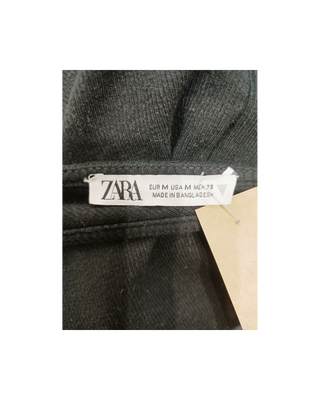 ZARA
EUR M USA M MEX 28
MADE IN BANGLADESH